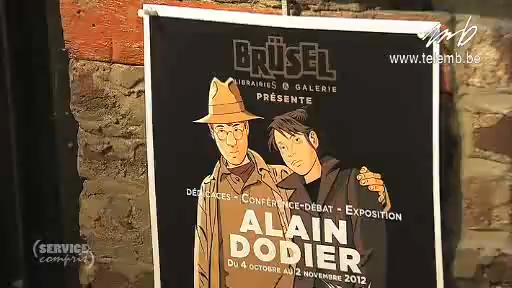 BRÜSEL
LIBRAIRIES & GALERIE
PRÉSENTE
DÉDICACES - CONFÉRENCE-DÉBAT - EXPOSITION
ALAIN
DODIER
DU 4 OCTOBRE AU 2 NOVEMBRE 2012
mb
www.telemb.be
(SERVICE
compris)